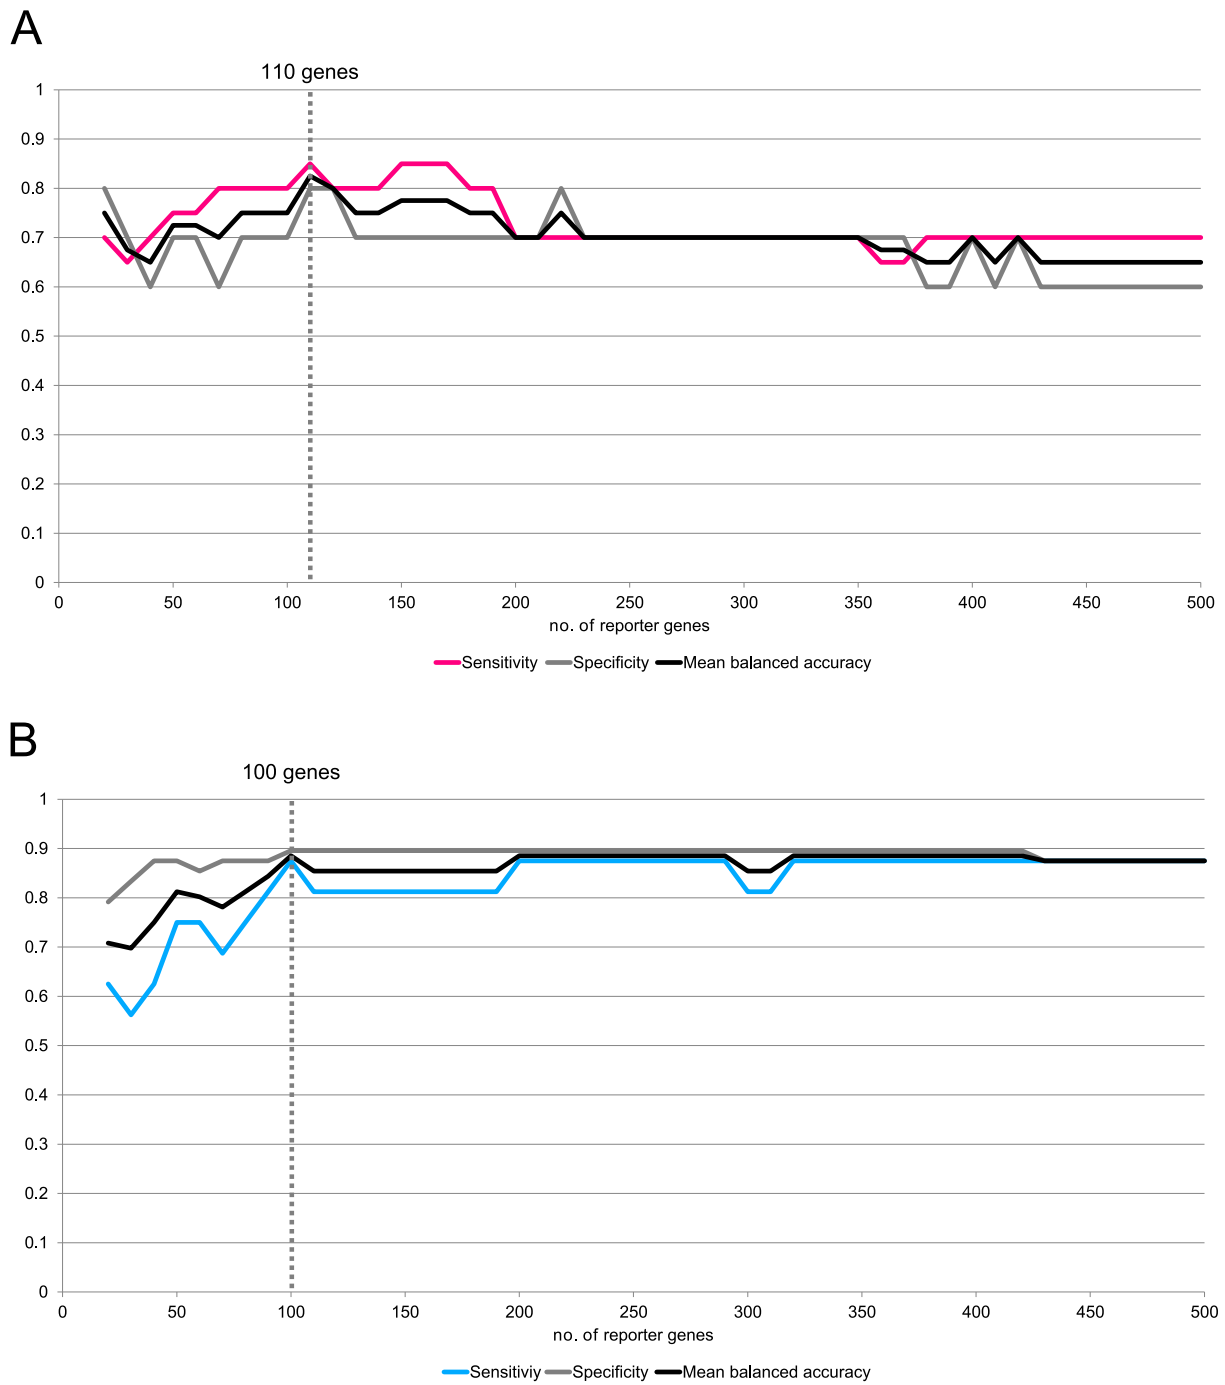 A
110 genes
1
0.9
0.8
0.7
0.6
0.5
0.4
0.3
0.2
0.1
0
0 50 100 150 200 250 300 350 400 450 500
no. of reporter genes
Sensitivity Specificity Mean balanced accuracy
B
100 genes
1
0.9
0.8
0.7
0.6
0.5
0.4
0.3
0.2
0.1
0
0 50 100 150 200 250 300 350 400 450 500
no. of reporter genes
Sensitiviy Specificity Mean balanced accuracy